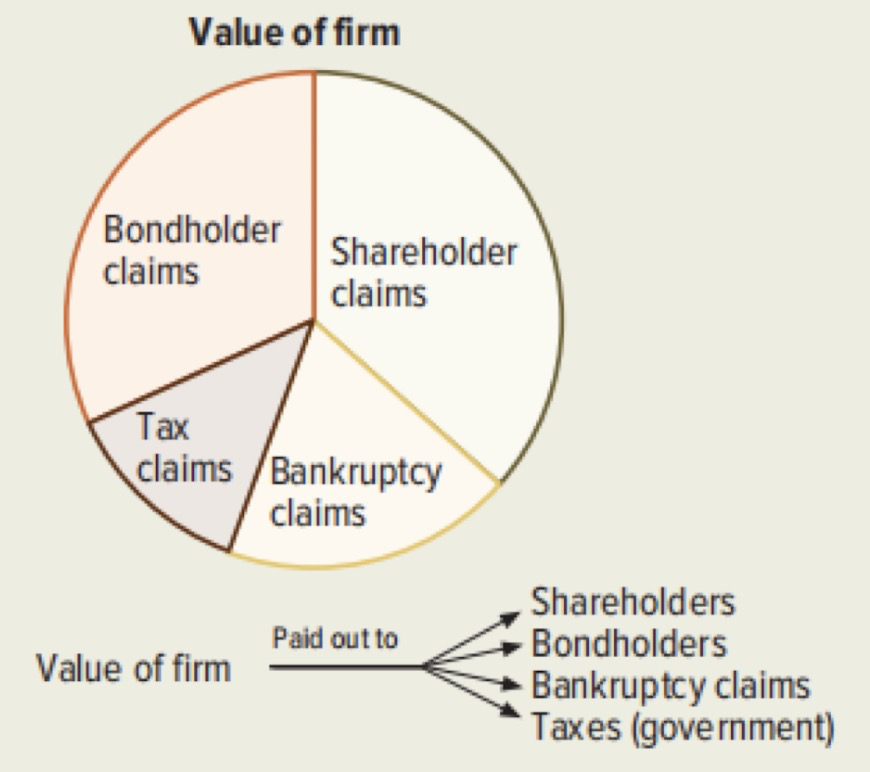 Value of firm
Bondholder
claims
Shareholder
claims
Tax
claims
Bankruptcy
claims
Value of firm
Paid out to
Shareholders
Bondholders
Bankruptcy claims
Taxes (government)